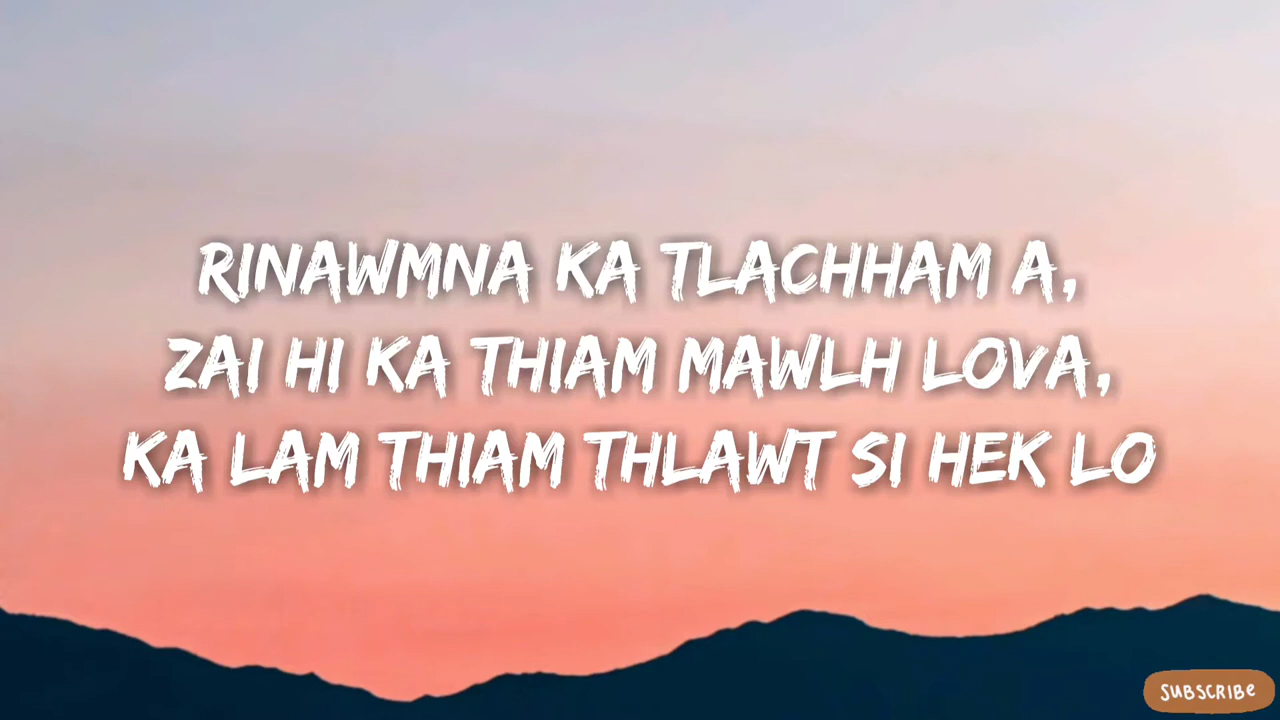 RINAWMNA KA TLACHHAM A,
ZAI HI KA THIAM MAWLH LOVA,
KA LAM THIAM THLAWT SI HEK LO
SUBSCRIBe